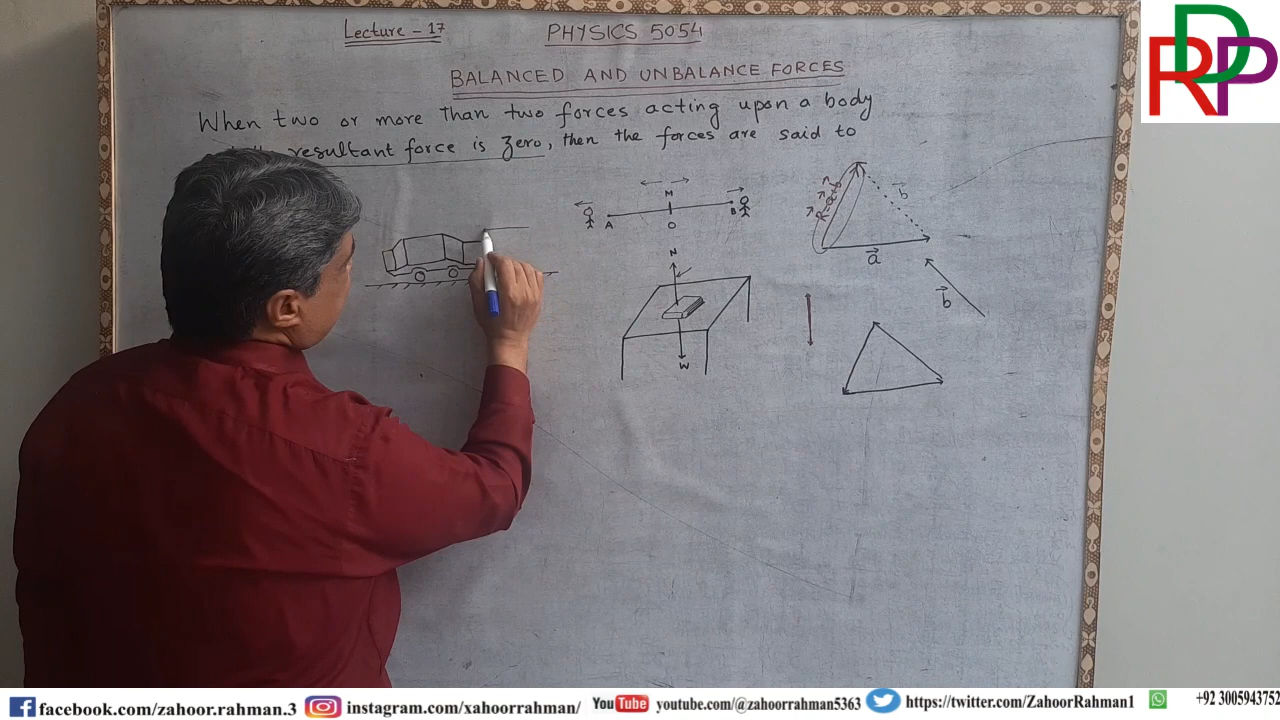 Lecture - 17
PHYSICS 5054
BALANCED AND UNBALANCE FORCES
When two or more than two forces acting upon a body
resultant force is zero, then the forces are said to
M
A
O
B
N
W
b
a
b
RDP
facebook.com/zahoor.rahman.3
instagram.com/xahoorrahman/
YouTube youtube.com/@zahoorrahman5363
https://twitter.com/ZahoorRahman1
+92 3005943752